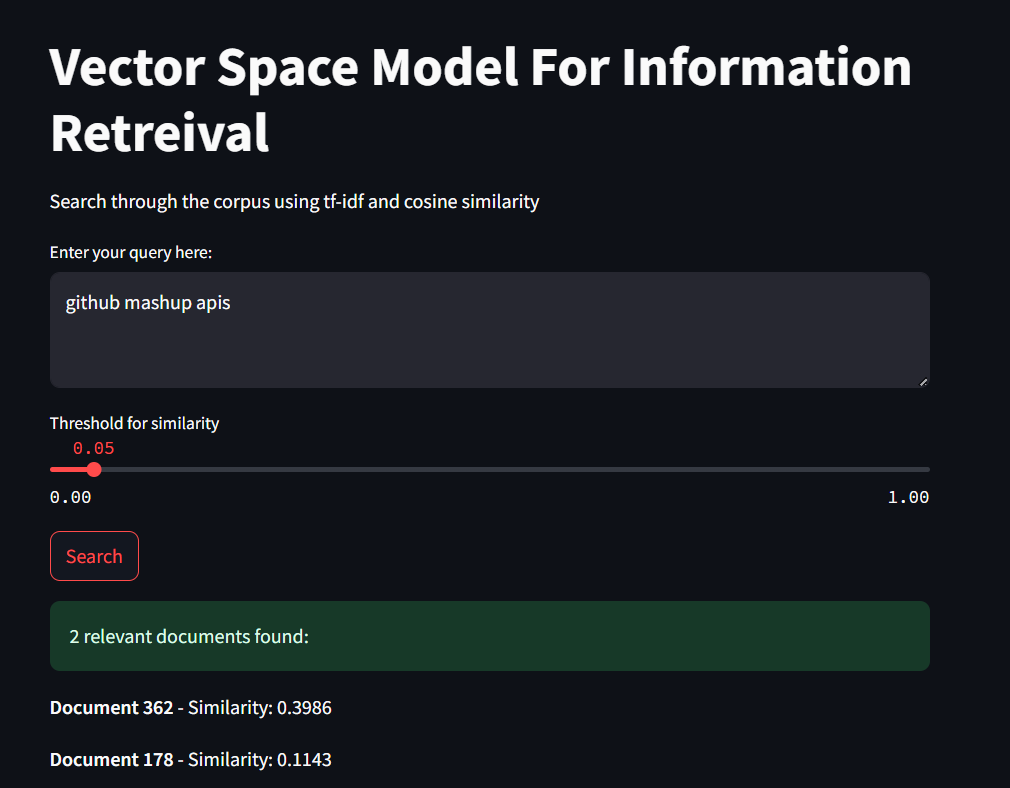 Vector Space Model For Information
Retreival
Search through the corpus using tf-idf and cosine similarity
Enter your query here:
github mashup apis
Threshold for similarity
0.05
0.00 1.00
Search
2 relevant documents found:
Document 362 - Similarity: 0.3986
Document 178 - Similarity: 0.1143